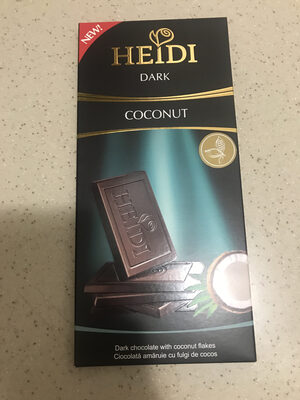 NEW!
HEIDI
DARK
COCONUT
HEIDI
Dark chocolate with coconut flakes
Ciocolată amăruie cu fulgi de cocos